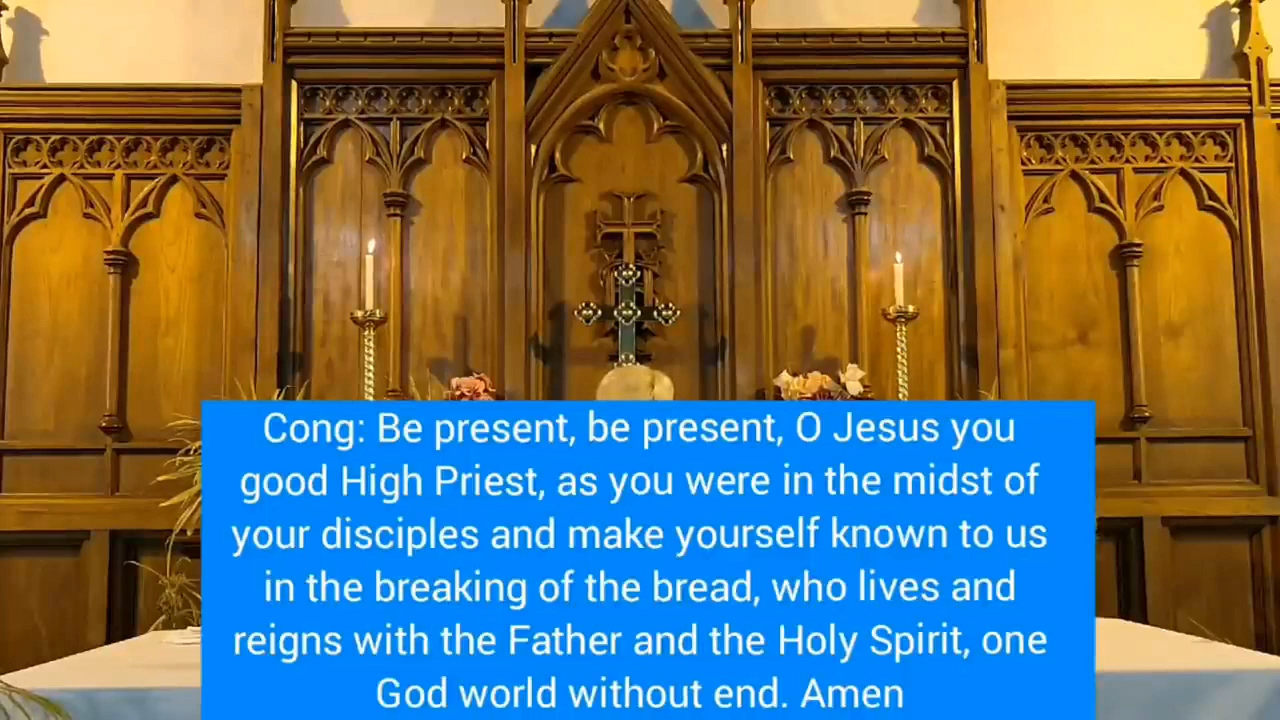 Cong: Be present, be present, O Jesus you
good High Priest, as you were in the midst of
your disciples and make yourself known to us
in the breaking of the bread, who lives and
reigns with the Father and the Holy Spirit, one
God world without end. Amen